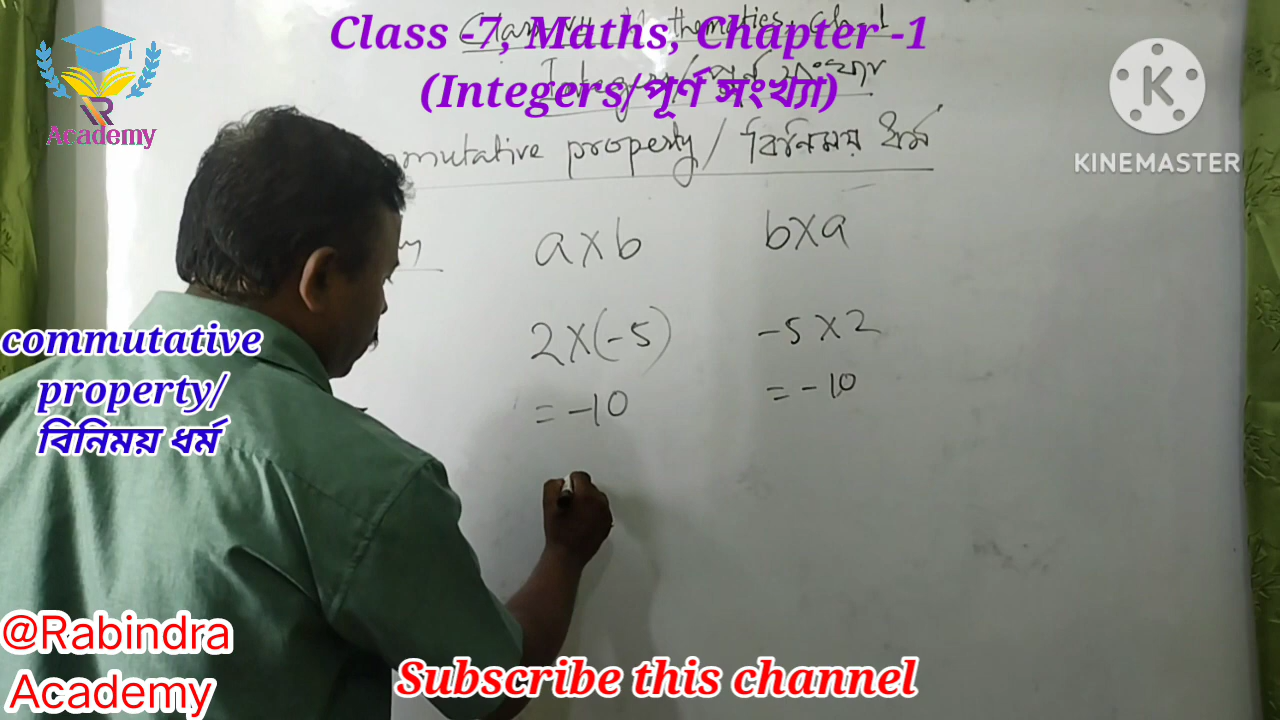 Class -7, Maths, Chapter -1
(Integers/পূর্ণ সংখ্যা)
R
Academy
K
KINEMASTER
property/ বিনিময় ধর্ম
a×b b×a
2×(-5) -5×2
= -10 = -10
commutative
property/
বিনিময় ধর্ম
@Rabindra
Academy
Subscribe this channel